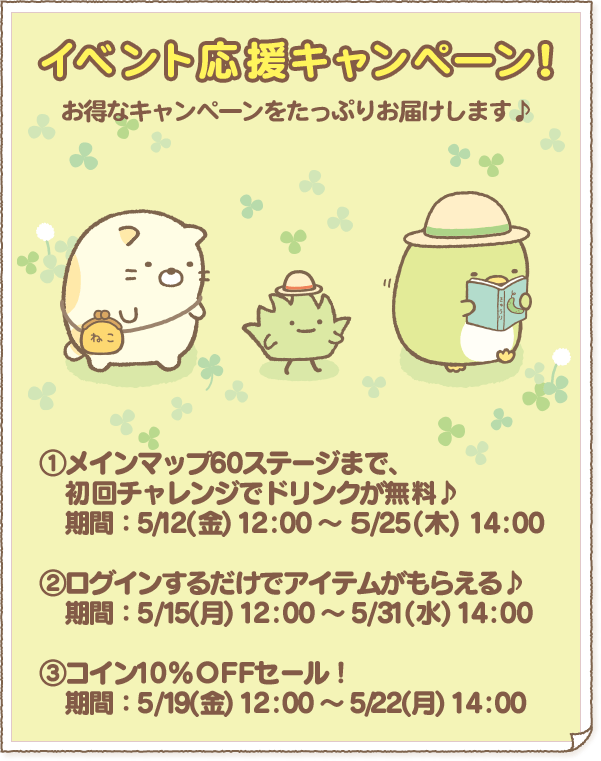 イベント応援キャンペーン!
お得なキャンペーンをたっぷりお届けします♪
ねこ
きゅうり
①メインマップ60ステージまで、
初回チャレンジでドリンクが無料♪
期間：5/12(金) 12:00 ～ 5/25(木) 14:00
②ログインするだけでアイテムがもらえる♪
期間：5/15(月) 12:00 ～ 5/31(水) 14:00
③コイン10％OFFセール！
期間：5/19(金) 12:00 ～ 5/22(月) 14:00